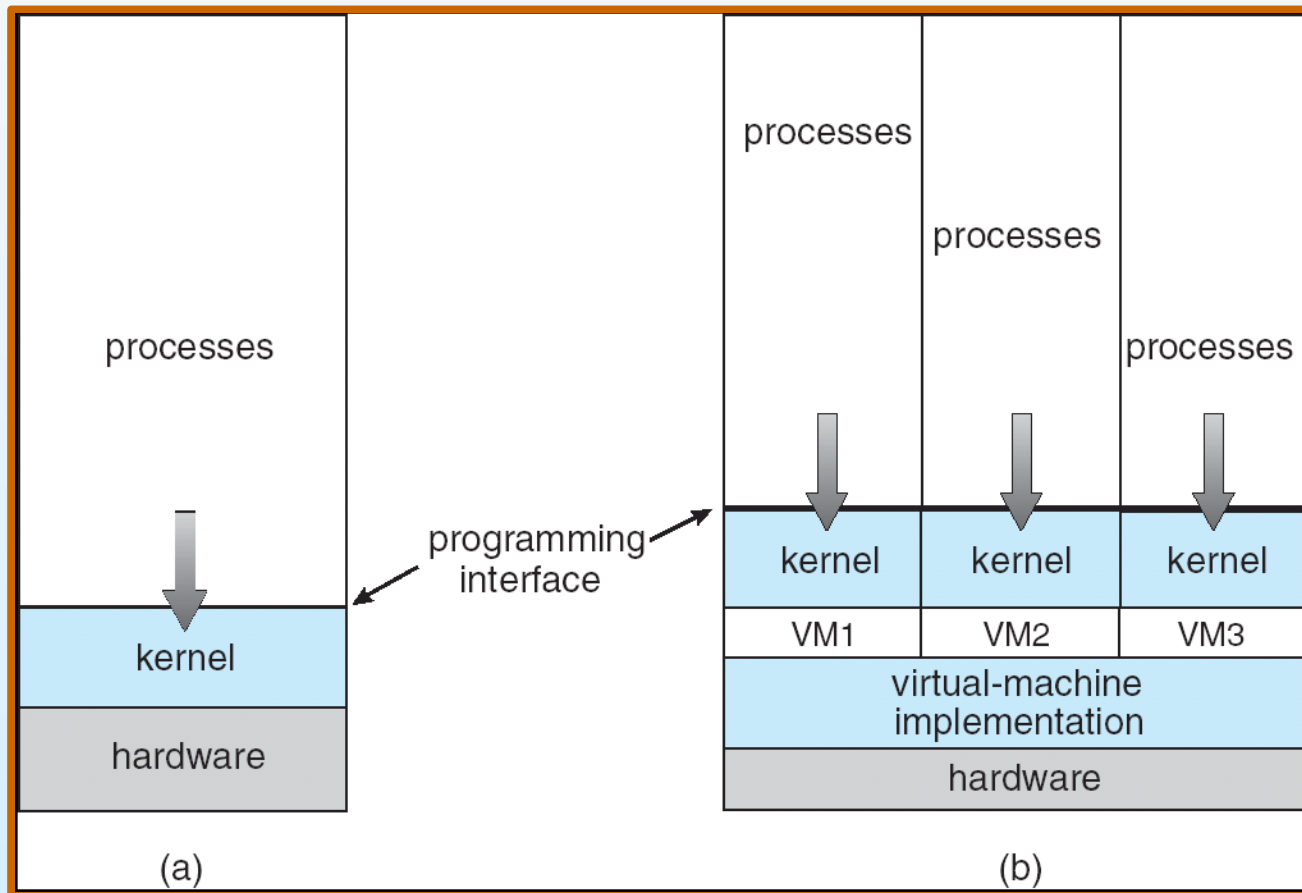 processes
kernel
hardware
(a)
programming
interface
processes
processes
processes
kernel
kernel
kernel
VM1
VM2
VM3
virtual-machine
implementation
hardware
(b)